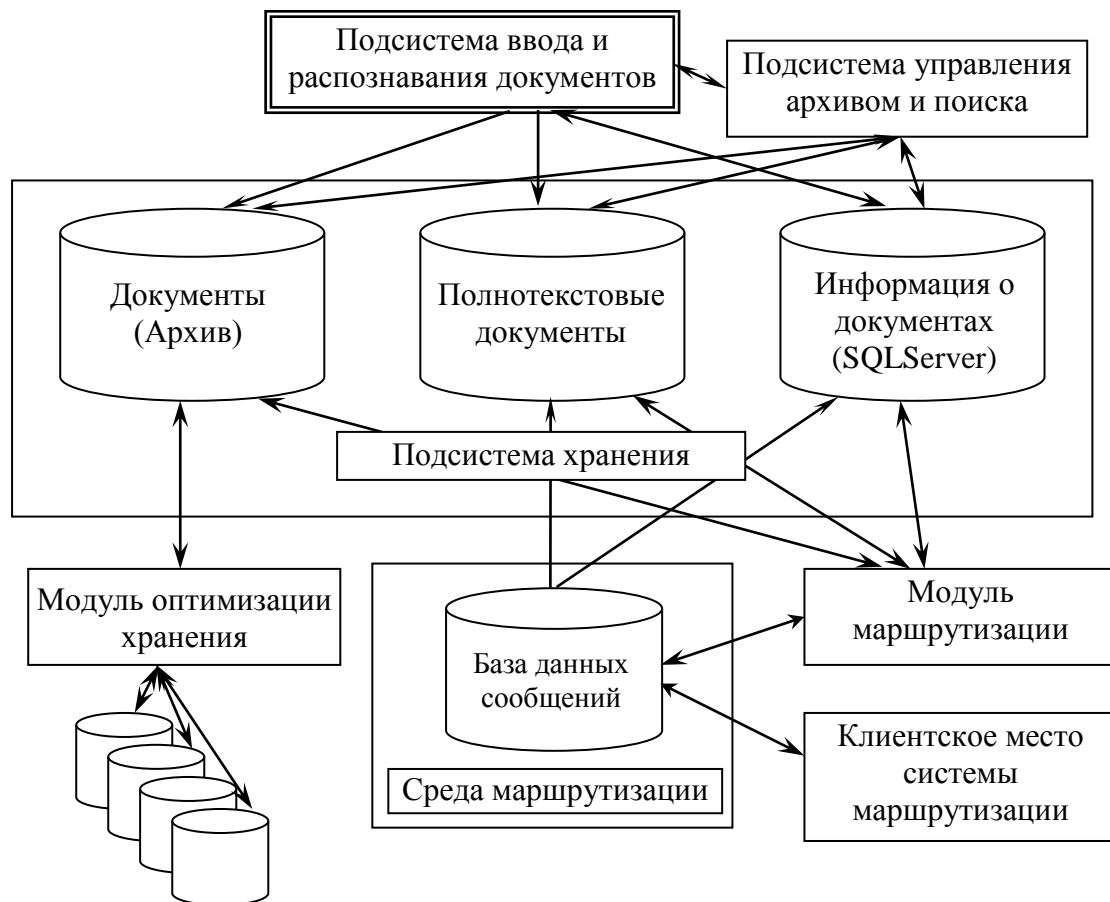 Подсистема ввода и
распознавания документов
Подсистема управления
архивом и поиска
Документы
(Архив)
Полнотекстовые
документы
Информация о
документах
(SQLServer)
Подсистема хранения
Модуль оптимизации
хранения
База данных
сообщений
Среда маршрутизации
Модуль
маршрутизации
Клиентское место
системы
маршрутизации